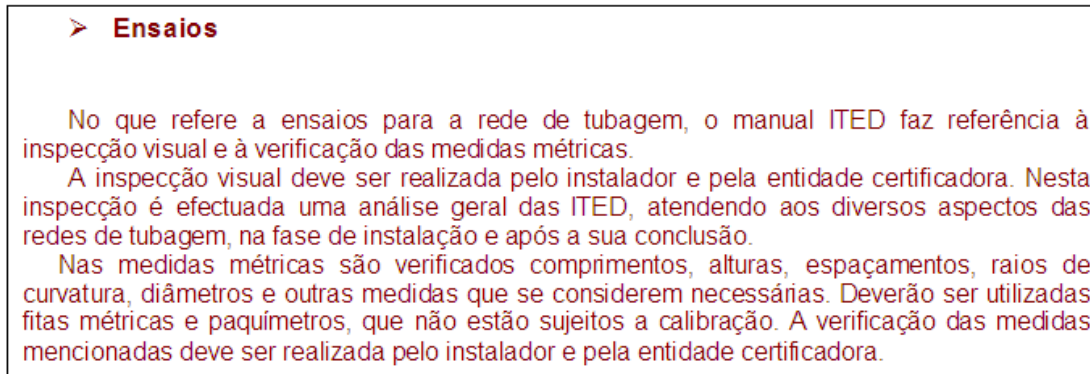 ➢ Ensaios
No que refere a ensaios para a rede de tubagem, o manual ITED faz referência à
inspecção visual e à verificação das medidas métricas.
A inspecção visual deve ser realizada pelo instalador e pela entidade certificadora. Nesta
inspecção é efectuada uma análise geral das ITED, atendendo aos diversos aspectos das
redes de tubagem, na fase de instalação e após a sua conclusão.
Nas medidas métricas são verificados comprimentos, alturas, espaçamentos, raios de
curvatura, diâmetros e outras medidas que se considerem necessárias. Deverão ser utilizadas
fitas métricas e paquímetros, que não estão sujeitos a calibração. A verificação das medidas
mencionadas deve ser realizada pelo instalador e pela entidade certificadora.